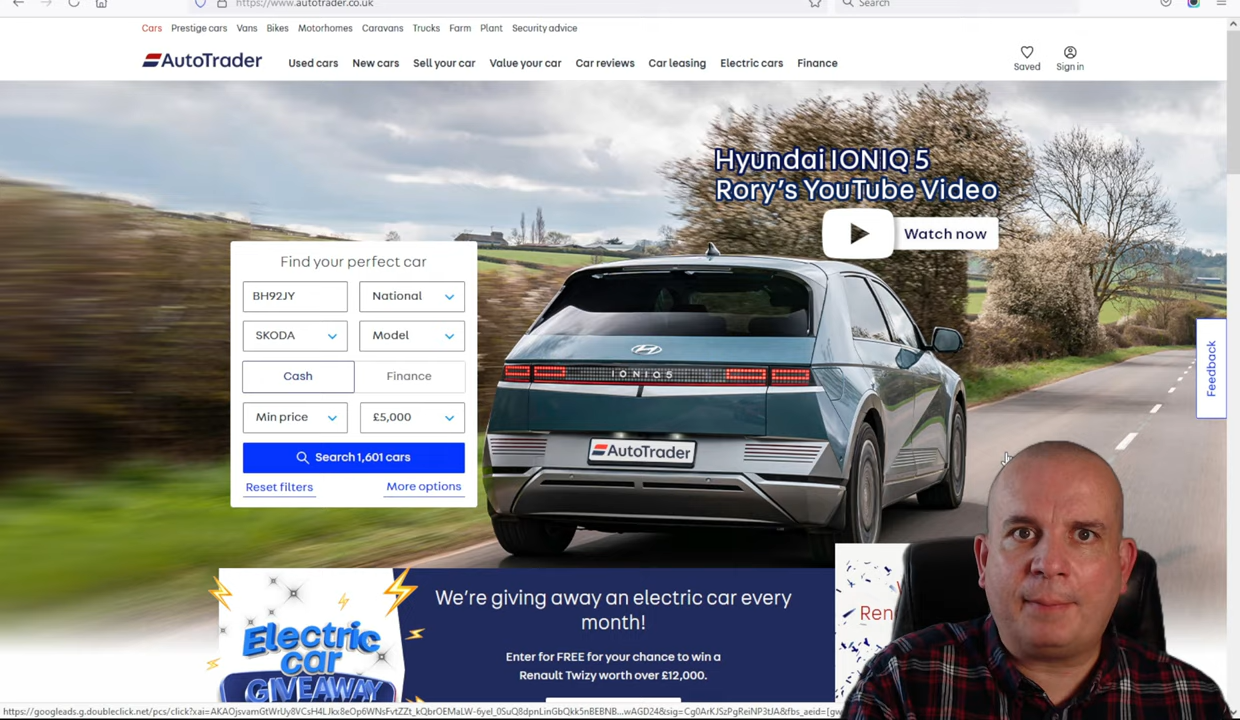 https://www.autotrader.co.uk
Search
Cars Prestige cars Vans Bikes Motorhomes Caravans Trucks Farm Plant Security advice
AutoTrader Used cars New cars Sell your car Value your car Car reviews Car leasing Electric cars Finance
Saved Sign in
Hyundai IONIQ 5
Rory's YouTube Video
Watch now
Find your perfect car
BH92JY National
SKODA Model
Cash Finance
Min price £5,000
Search 1,601 cars
Reset filters More options
IONIQ5
AutoTrader
Feedback
Electric
car
GIVEAWAY
We're giving away an electric car every
month!
Enter for FREE for your chance to win a
Renault Twizy worth over £12,000.